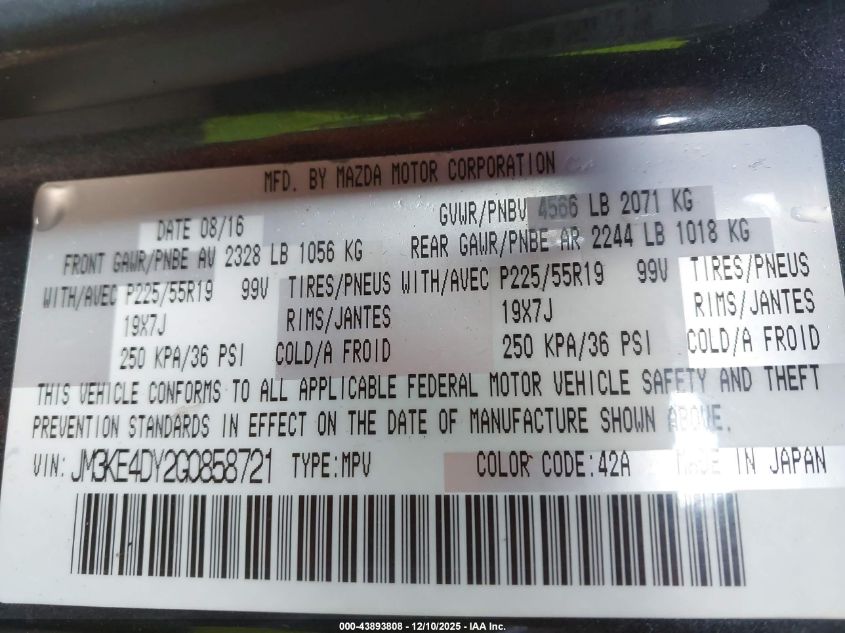 MFD. BY MAZDA MOTOR CORPORATION
DATE 08/16 GVWR/PNBV 4566 LB 2071 KG
FRONT GAWR/PNBE AV 2328 LB 1056 KG REAR GAWR/PNBE AR 2244 LB 1018 KG
WITH/AVEC P225/55R19 99V TIRES/PNEUS WITH/AVEC P225/55R19 99V TIRES/PNEUS
19X7J RIMS/JANTES 19X7J RIMS/JANTES
250 KPA/36 PSI COLD/A FROID 250 KPA/36 PSI COLD/A FROID
THIS VEHICLE CONFORMS TO ALL APPLICABLE FEDERAL MOTOR VEHICLE SAFETY AND THEFT
PREVENTION STANDARDS IN EFFECT ON THE DATE OF MANUFACTURE SHOWN ABOVE.
VIN: JM3KE4DY2G0858721 TYPE:MPV COLOR CODE:42A MADE IN JAPAN
000-43893808 - 12/10/2025 - IAA Inc.